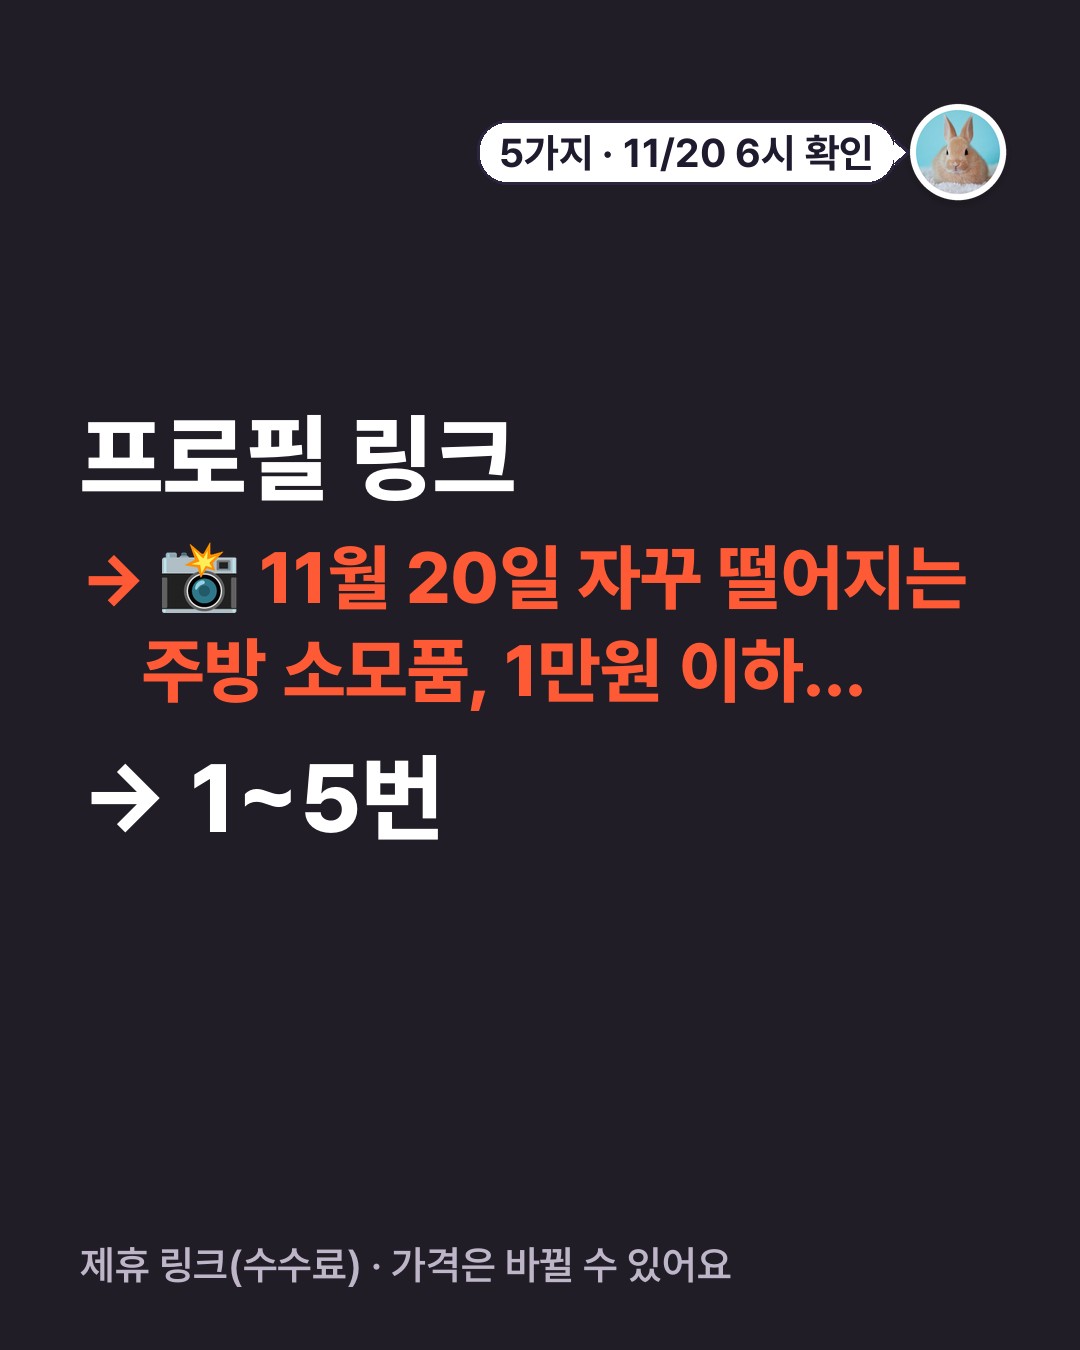 5가지 · 11/20 6시 확인
프로필 링크
→ 📸 11월 20일 자꾸 떨어지는
주방 소모품, 1만원 이하...
→ 1~5번
제휴 링크(수수료) · 가격은 바뀔 수 있어요